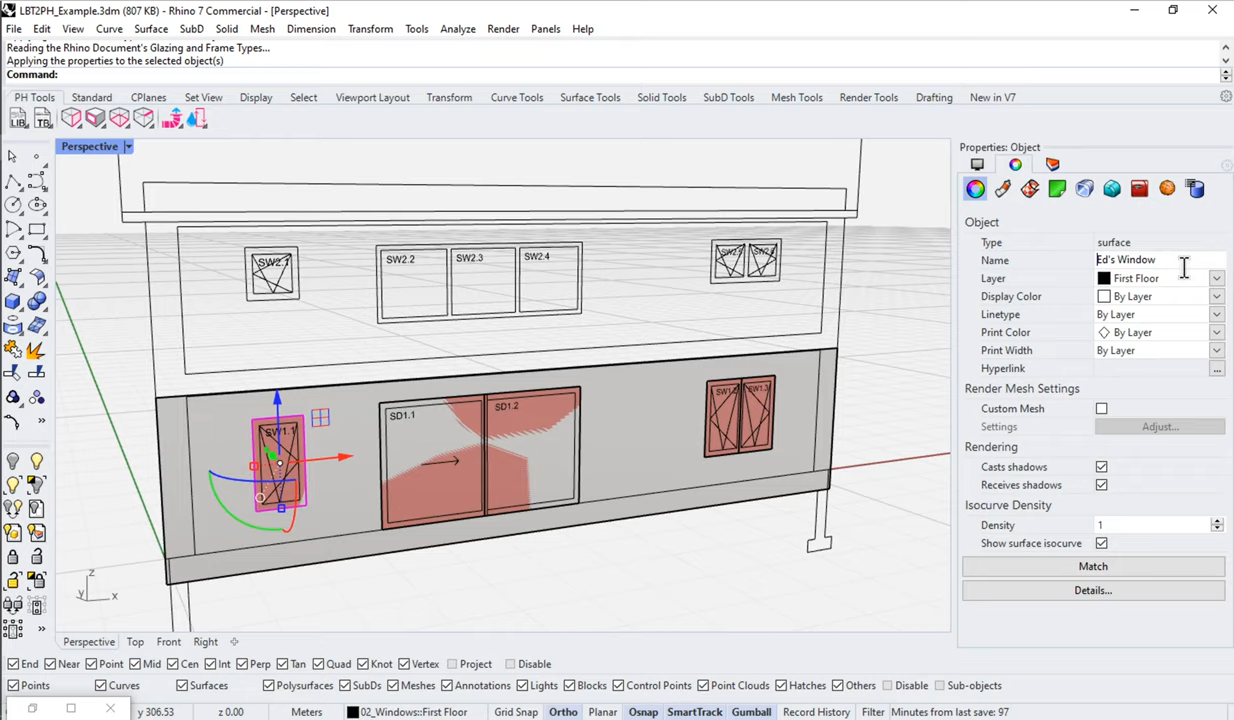 LBT2PH_Example.3dm (807 KB) - Rhino 7 Commercial - [Perspective]
File Edit View Curve Surface SubD Solid Mesh Dimension Transform Tools Analyze Render Panels Help
Reading the Rhino Document's Glazing and Frame Types...
Applying the properties to the selected object(s)
Command:
PH Tools Standard CPlanes Set View Display Select Viewport Layout Transform Curve Tools Surface Tools Solid Tools SubD Tools Mesh Tools Render Tools Drafting New in V7
LIB TB
Perspective
Properties: Object
Object
Type surface
Name Ed's Window
Layer First Floor
Display Color By Layer
Linetype By Layer
Print Color By Layer
Print Width By Layer
Hyperlink ...
Render Mesh Settings
Custom Mesh
Settings Adjust...
Rendering
Casts shadows
Receives shadows
Isocurve Density
Density 1
Show surface isocurve
Match
Details...
SW2.2 SW2.3 SW2.4
SD1.1 SD1.2
SW1.1
z
y x
Perspective Top Front Right
End Near Point Mid Cen Int Perp Tan Quad Knot Vertex Project Disable
Points Curves Surfaces Polysurfaces SubDs Meshes Annotations Lights Blocks Control Points Point Clouds Hatches Others Disable Sub-objects
y 306.53 z 0.00 Meters 02_Windows::First Floor Grid Snap Ortho Planar Osnap SmartTrack Gumball Record History Filter Minutes from last save: 97